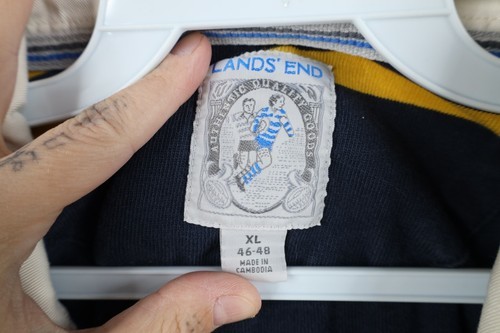 LANDS' END
AUTHENTIC QUALITY GOODS
XL
46-48
MADE IN
CAMBODIA